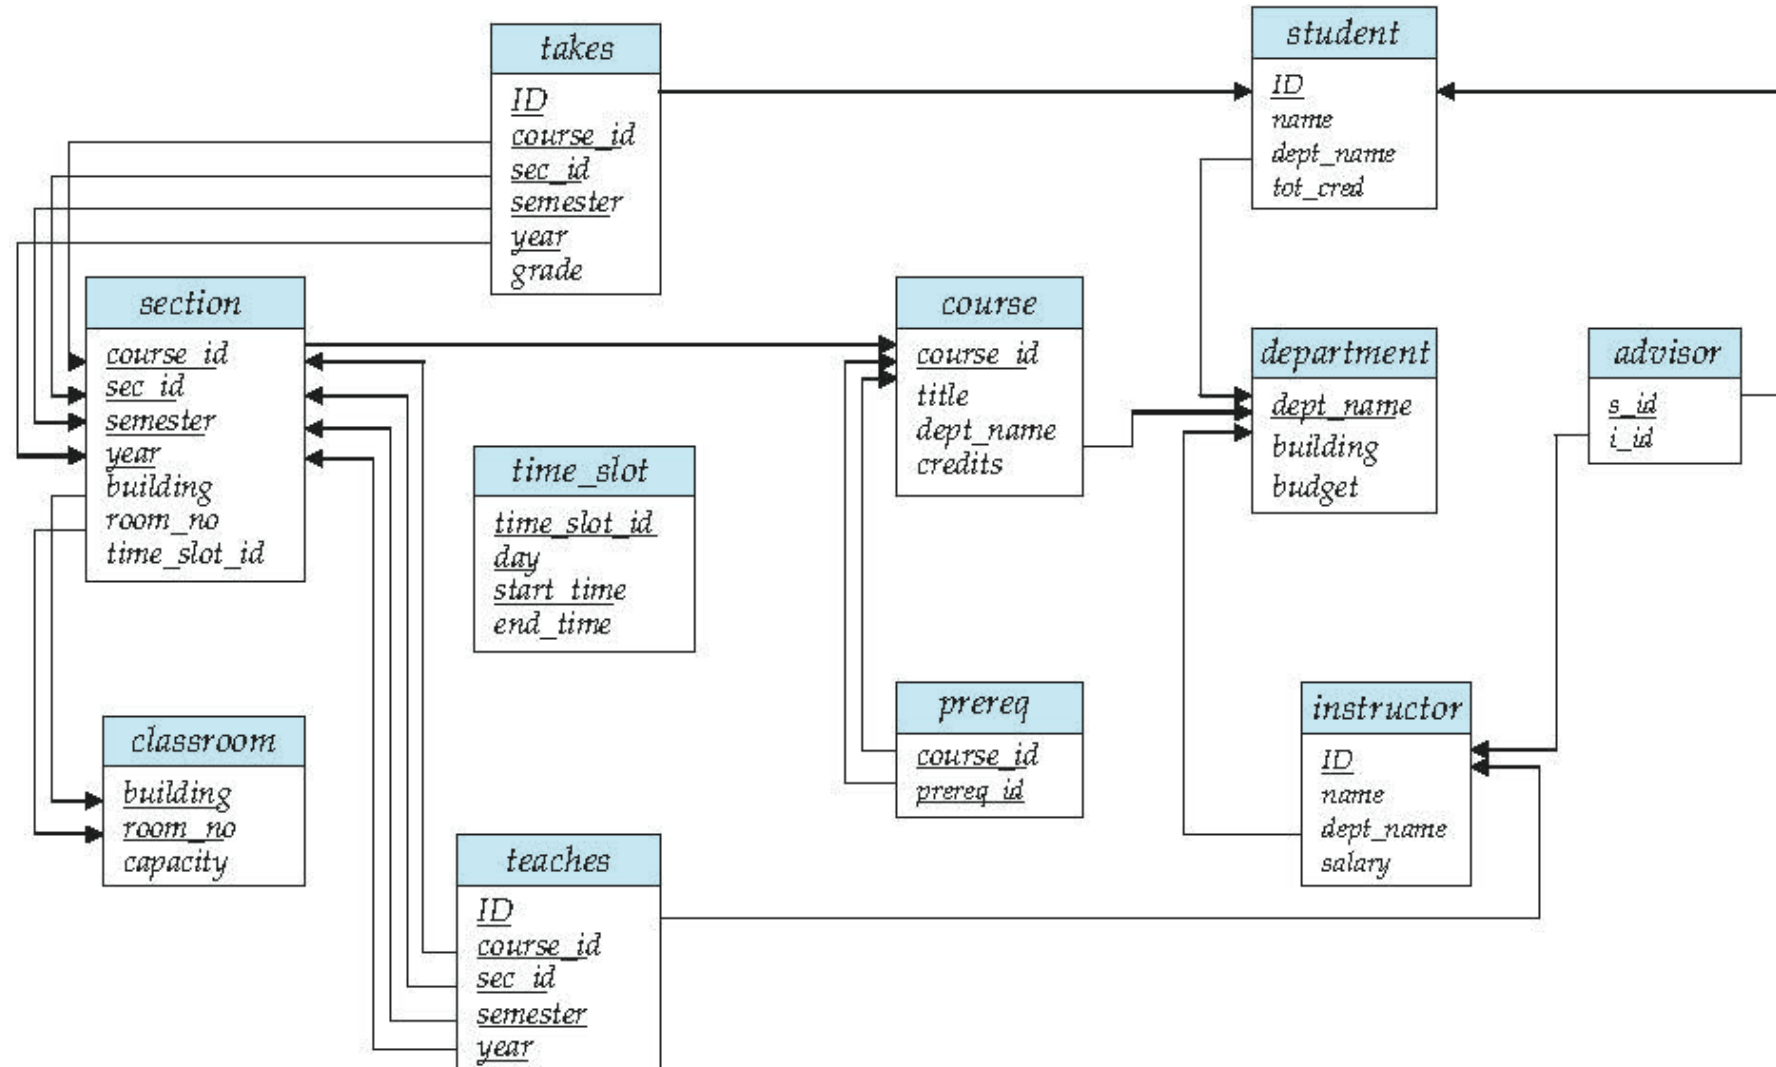 takes
ID
course_id
sec_id
semester
year
grade
student
ID
name
dept_name
tot_cred
section
course_id
sec_id
semester
year
building
room_no
time_slot_id
course
course_id
title
dept_name
credits
department
dept_name
building
budget
advisor
s_id
i_id
time_slot
time_slot_id
day
start_time
end_time
prereq
course_id
prereq_id
instructor
ID
name
dept_name
salary
classroom
building
room_no
capacity
teaches
ID
course_id
sec_id
semester
year